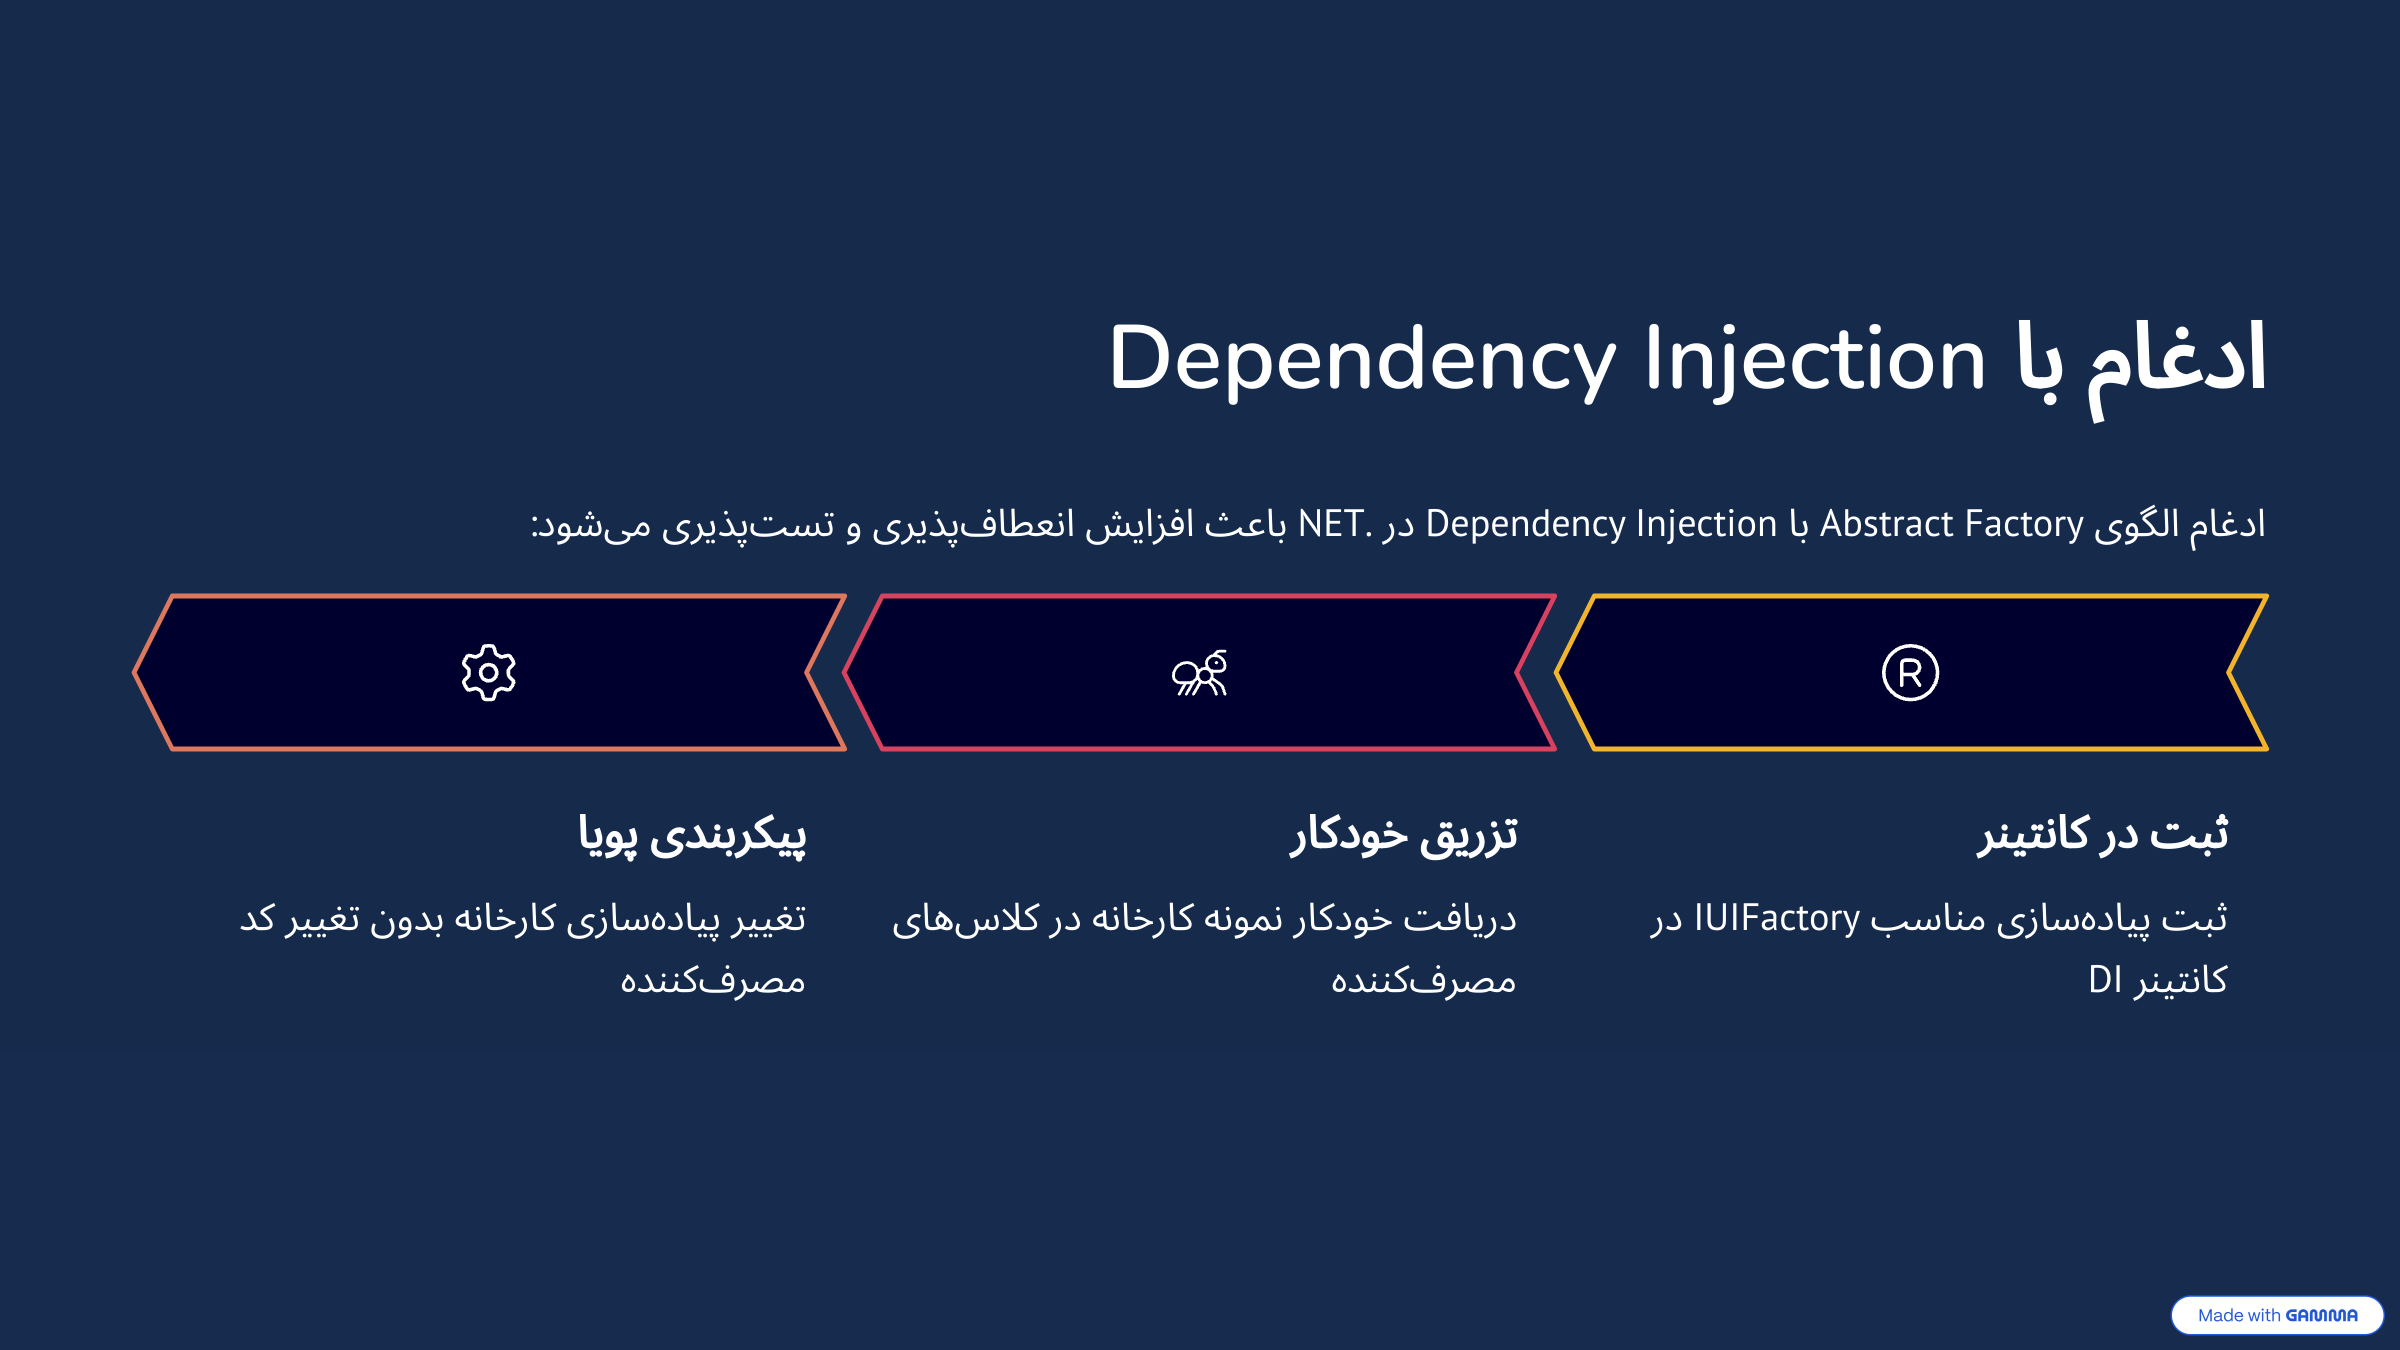 ادغام با Dependency Injection
ادغام الگوی Abstract Factory با Dependency Injection در .NET باعث افزایش انعطاف‌پذیری و تست‌پذیری می‌شود:
R
ثبت در کانتینر
ثبت پیاده‌سازی مناسب IUIFactory در
کانتینر DI
تزریق خودکار
دریافت خودکار نمونه کارخانه در کلاس‌های
مصرف‌کننده
پیکربندی پویا
تغییر پیاده‌سازی کارخانه بدون تغییر کد
مصرف‌کننده
Made with GAMMA